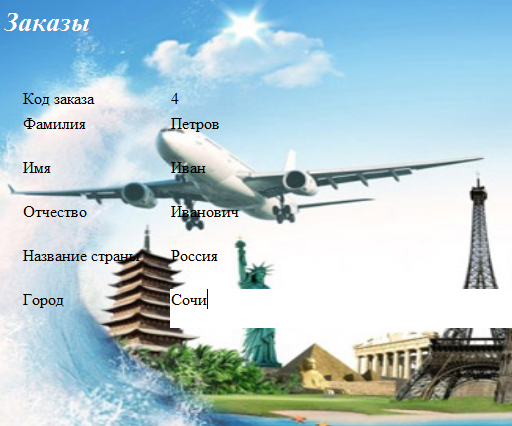 Заказы
Код заказа 4
Фамилия Петров
Имя Иван
Отчество Иванович
Название страны Россия
Город Сочи